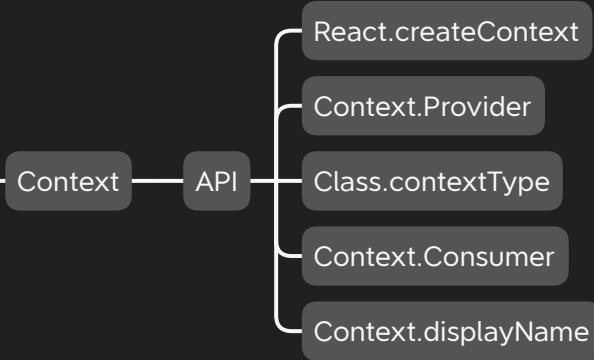 Context
API
React.createContext
Context.Provider
Class.contextType
Context.Consumer
Context.displayName